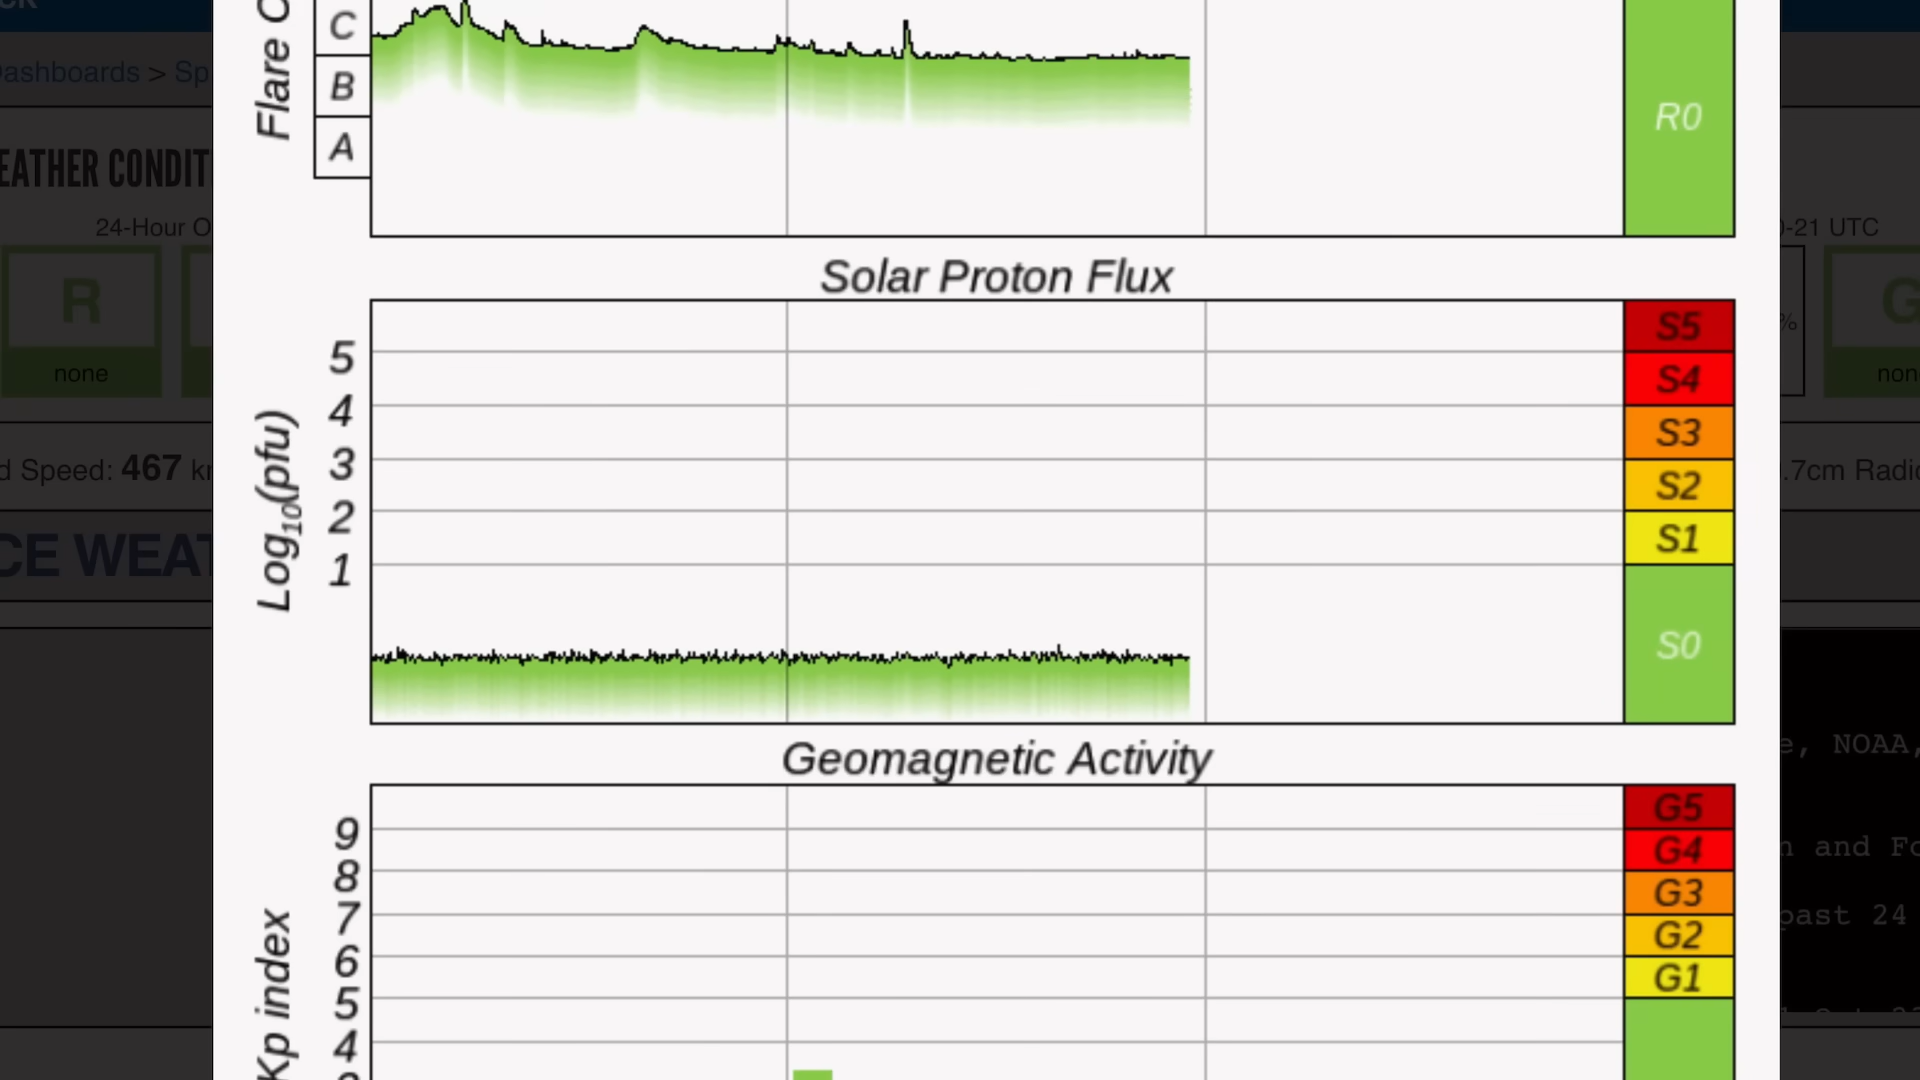 CK
ashboards > Sp
EATHER CONDIT
24-Hour O
R
none
d Speed: 467 k
CE WEAT
Flare C
C
B
A
R0
Solar Proton Flux
Log10(pfu)
5
4
3
2
1
S5
S4
S3
S2
S1
S0
Geomagnetic Activity
Kp index
9
8
7
6
5
4
G5
G4
G3
G2
G1
-21 UTC
%
G
non
.7cm Radi
e, NOAA,
n and Fo
past 24